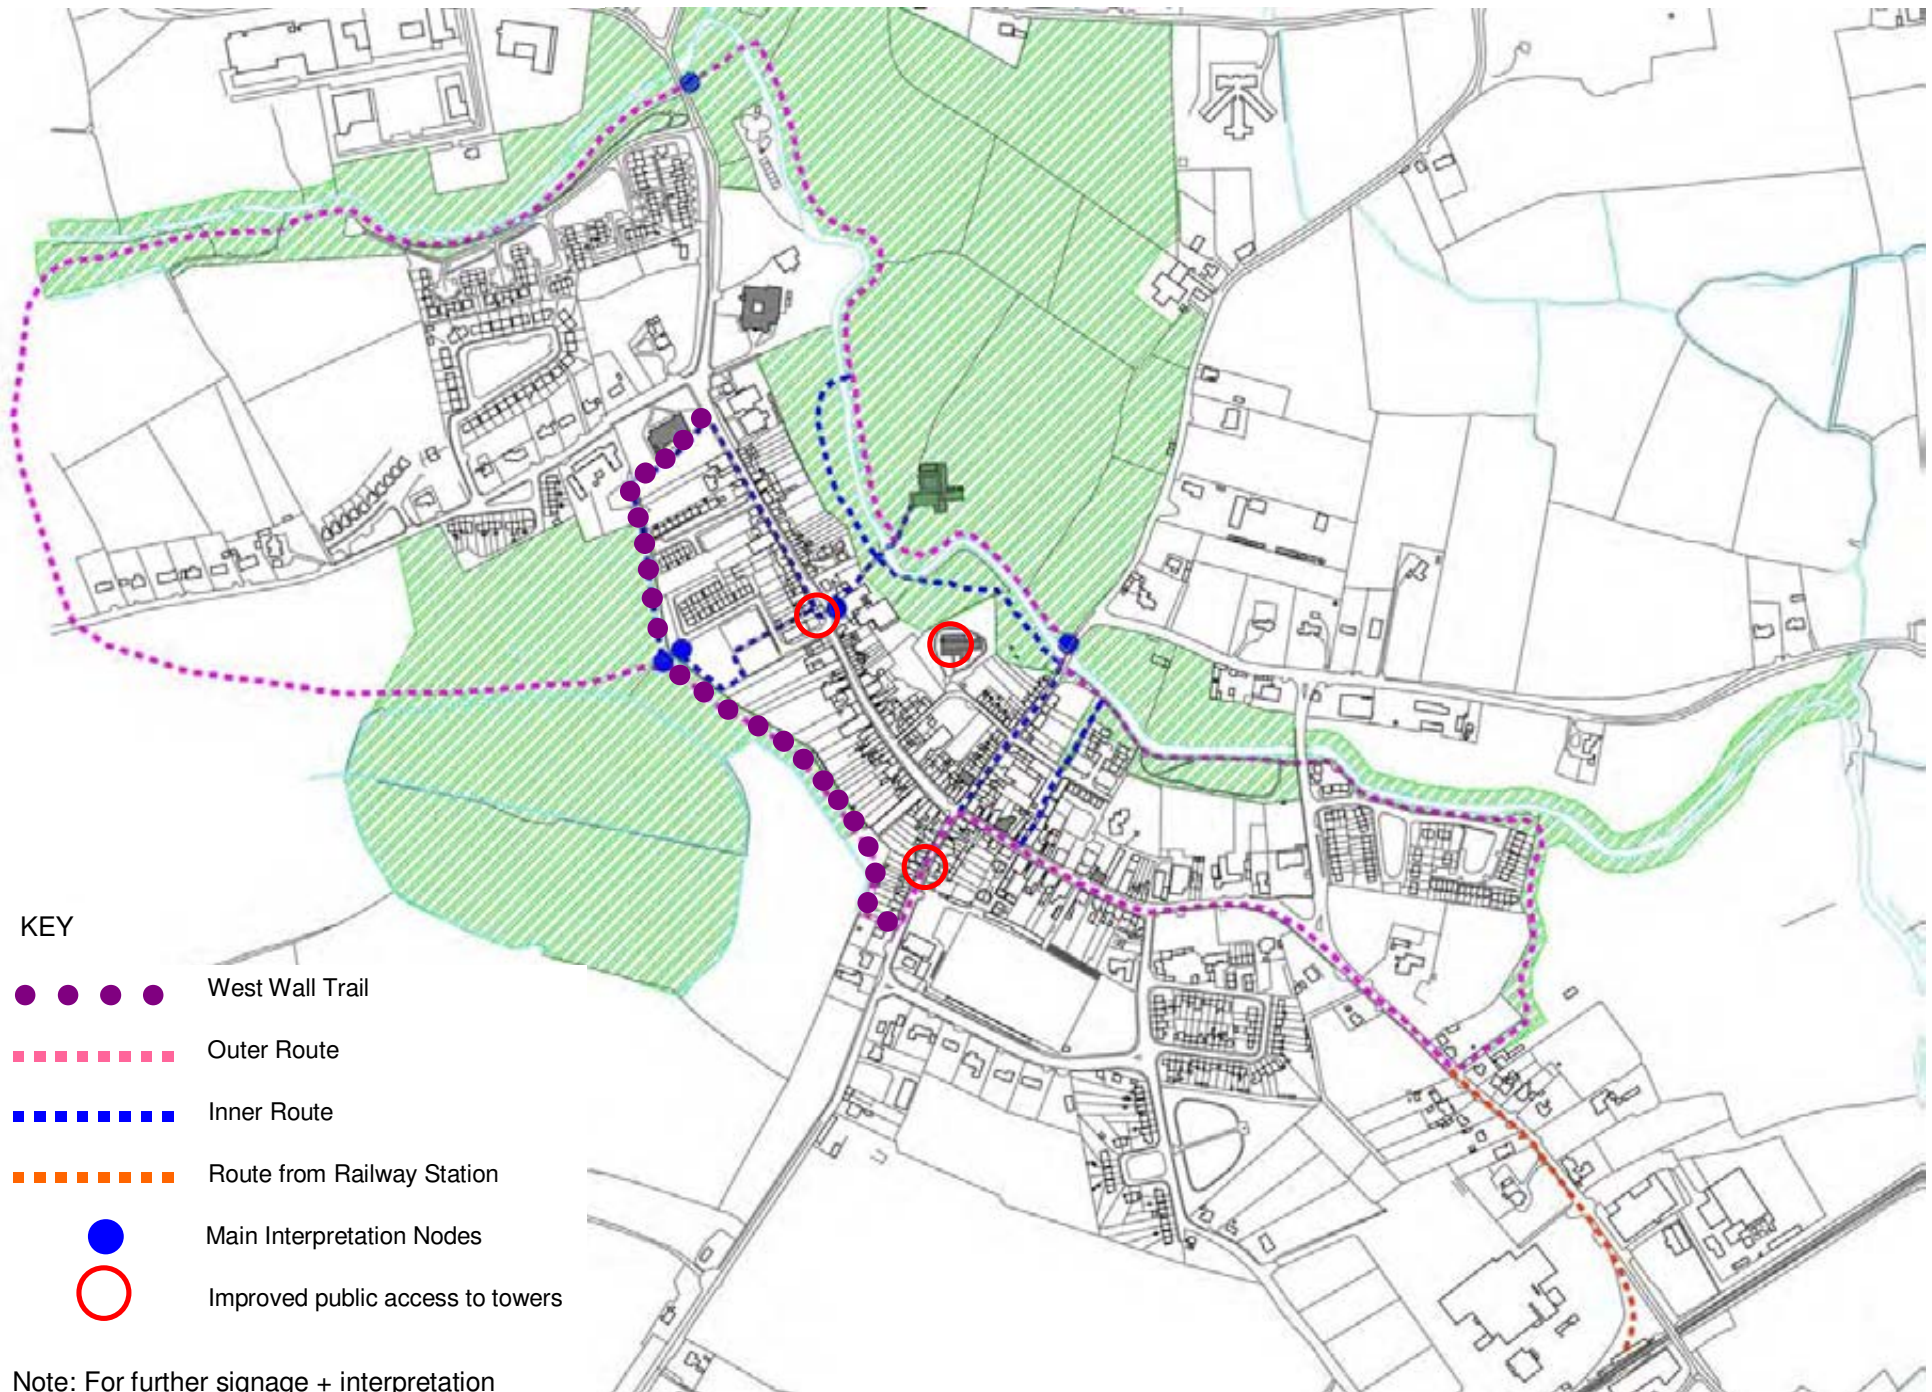 KEY
West Wall Trail
Outer Route
Inner Route
Route from Railway Station
Main Interpretation Nodes
Improved public access to towers
Note: For further signage + interpretation